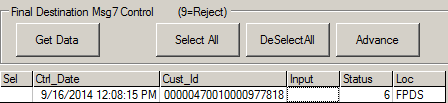 Final Destination Msg7 Control (9=Reject)
Get Data Select All DeSelectAll Advance
Sel Ctrl_Date Cust_Id Input Status Loc
9/16/2014 12:08:15 PM 00000470010000977818 6 FPDS